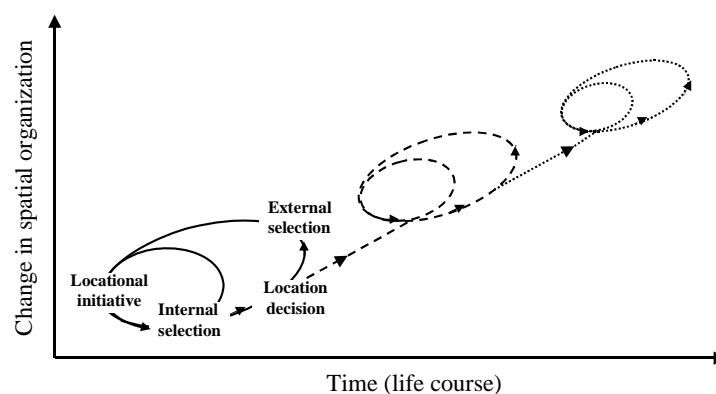 Change in spatial organization
External
selection
Locational
initiative
Internal
selection
Location
decision
Time (life course)